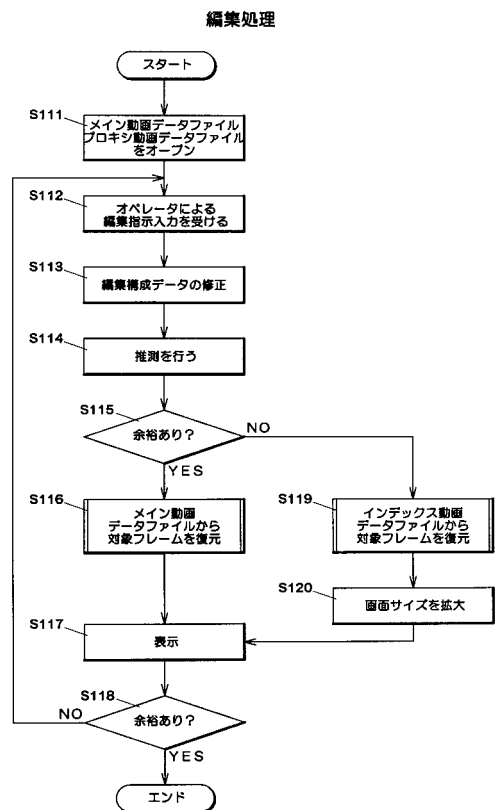 編集処理
スタート
S111
メイン動画データファイル
プロキシ動画データファイル
をオープン
S112
オペレータによる
編集指示入力を受ける
S113
編集構成データの修正
S114
推測を行う
S115
余裕あり?
NO
YES
S116
メイン動画
データファイルから
対象フレームを復元
S119
インデックス動画
データファイルから
対象フレームを復元
S120
画面サイズを拡大
S117
表示
S118
余裕あり?
NO
YES
エンド